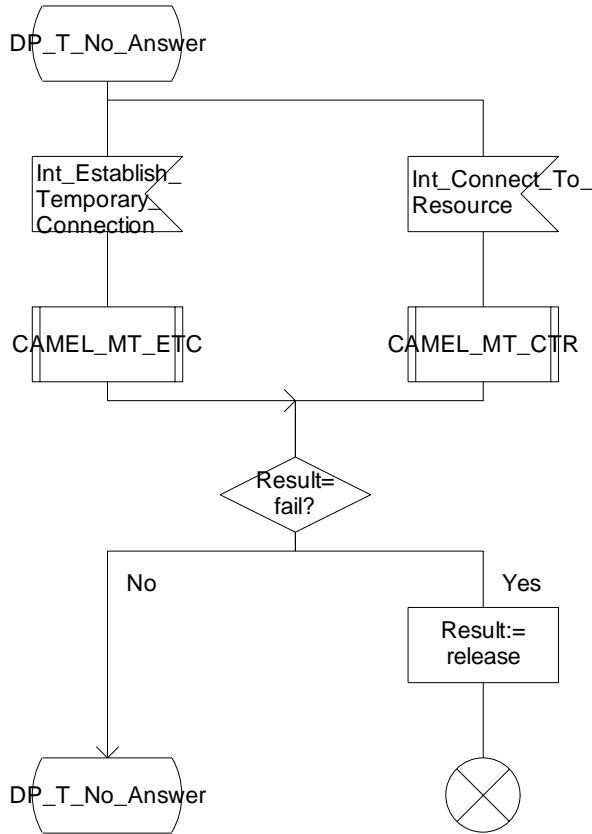 DP_T_No_Answer
Int_Establish_
Temporary_
Connection
Int_Connect_To_
Resource
CAMEL_MT_ETC
CAMEL_MT_CTR
Result=
fail?
No
Yes
Result:=
release
DP_T_No_Answer